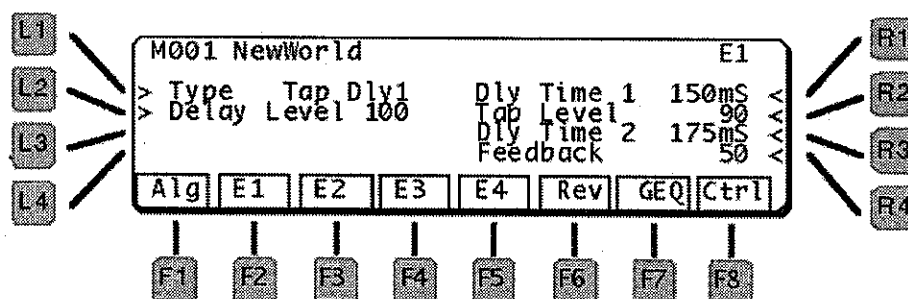 L1
L2
L3
L4
M001 NewWorld E1
> Type Tap Dly1 Dly Time 1 150mS <
> Delay Level 100 Tap Level 90 <
Dly Time 2 175mS <
Feedback 50 <
Alg E1 E2 E3 E4 Rev GEQ Ctrl
R1
R2
R3
R4
F1 F2 F3 F4 F5 F6 F7 F8